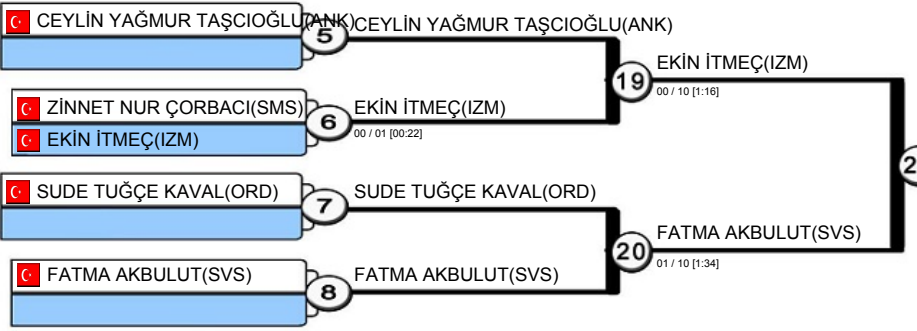 CEYLİN YAĞMUR TAŞCIOĞLU(ANK)
5
CEYLİN YAĞMUR TAŞCIOĞLU(ANK)
19
EKİN İTMEÇ(IZM)
00 / 10 [1:16]
ZİNNET NUR ÇORBACI(SMS)
EKİN İTMEÇ(IZM)
6
EKİN İTMEÇ(IZM)
00 / 01 [00:22]
SUDE TUĞÇE KAVAL(ORD)
7
SUDE TUĞÇE KAVAL(ORD)
20
FATMA AKBULUT(SVS)
01 / 10 [1:34]
FATMA AKBULUT(SVS)
8
FATMA AKBULUT(SVS)